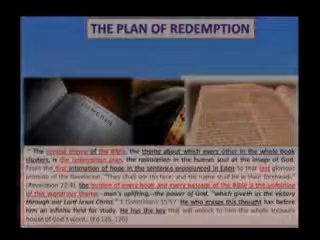 THE PLAN OF REDEMPTION
" The central theme of the Bible, the theme about which every other in the whole book
clusters, is the redemption plan, the restoration in the human soul of the image of God.
From the first intimation of hope in the sentence pronounced in Eden to that last glorious
promise of the Revelation, "They shall see His face; and His name shall be in their foreheads"
(Revelation 22:4), the burden of every book and every passage of the Bible is the unfolding
of this wondrous theme,--man's uplifting,--the power of God, "which giveth us the victory
through our Lord Jesus Christ." 1 Corinthians 15:57. He who grasps this thought has before
him an infinite field for study. He has the key that will unlock to him the whole treasure
house of God's word. {Ed 125, 126}